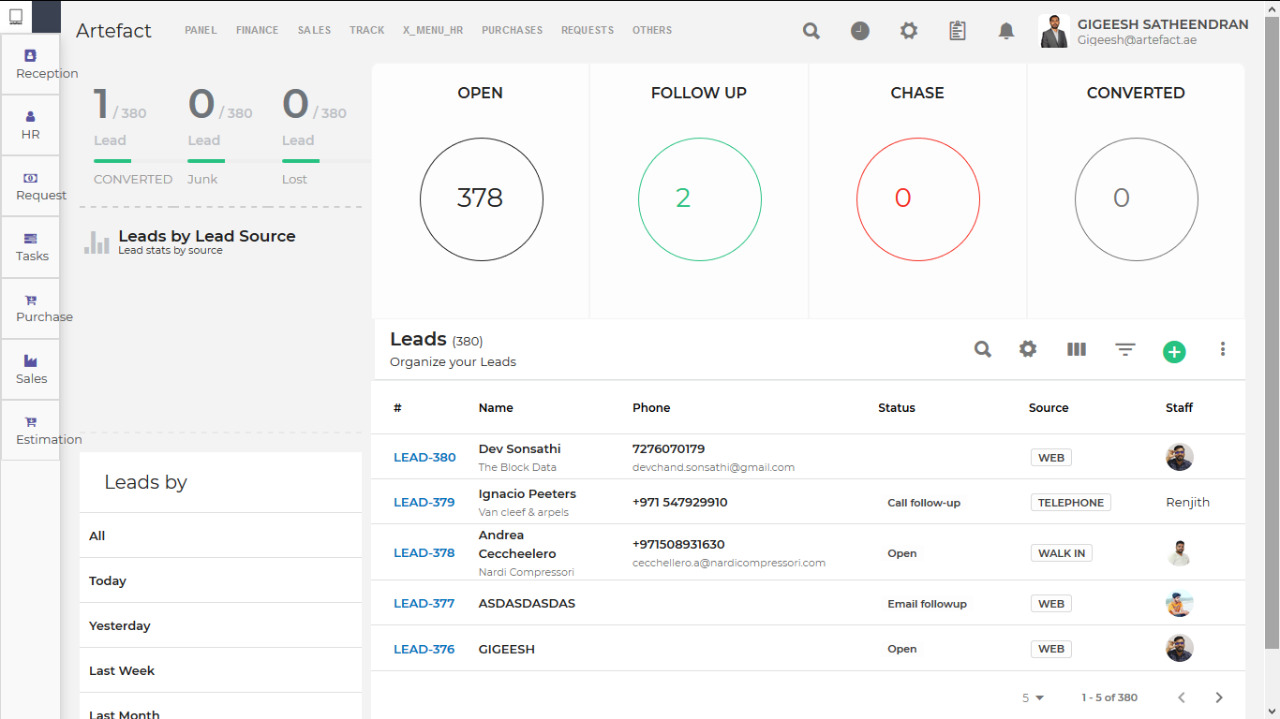 Artefact
PANEL FINANCE SALES TRACK X_MENU_HR PURCHASES REQUESTS OTHERS
GIGEESH SATHEENDRAN
Gigeesh@artefact.ae
Reception
HR
Request
Tasks
Purchase
Sales
Estimation
1 / 380 0 / 380 0 / 380
Lead Lead Lead
CONVERTED Junk Lost
Leads by Lead Source
Lead stats by source
OPEN FOLLOW UP CHASE CONVERTED
378 2 0 0
Leads by
All
Today
Yesterday
Last Week
Last Month
Leads (380)
Organize your Leads
# Name Phone Status Source Staff
LEAD-380 Dev Sonsathi 7276070179 WEB
The Block Data devchand.sonsathi@gmail.com
LEAD-379 Ignacio Peeters +971 547929910 Call follow-up TELEPHONE Renjith
Van cleef & arpels
LEAD-378 Andrea Ceccheelero +971508931630 Open WALK IN
Nardi Compressori cecchellero.a@nardicompressori.com
LEAD-377 ASDASDASDAS Email followup WEB
LEAD-376 GIGEESH Open WEB
5 1 - 5 of 380